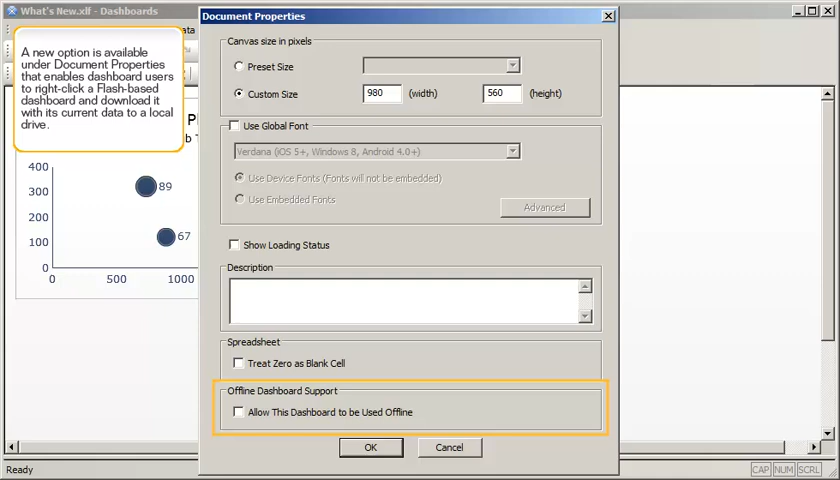 What's New.xlf - Dashboards
Document Properties
A new option is available
under Document Properties
that enables dashboard users
to right-click a Flash-based
dashboard and download it
with its current data to a local
drive.
Canvas size in pixels
Preset Size
Custom Size 980 (width) 560 (height)
Use Global Font
Verdana (iOS 5+, Windows 8, Android 4.0+)
Use Device Fonts (Fonts will not be embedded)
Use Embedded Fonts
Advanced
Show Loading Status
Description
Spreadsheet
Treat Zero as Blank Cell
Offline Dashboard Support
Allow This Dashboard to be Used Offline
OK Cancel
400
300
200
100
0
89
67
0 500 1000
Ready
CAP NUM SCRL